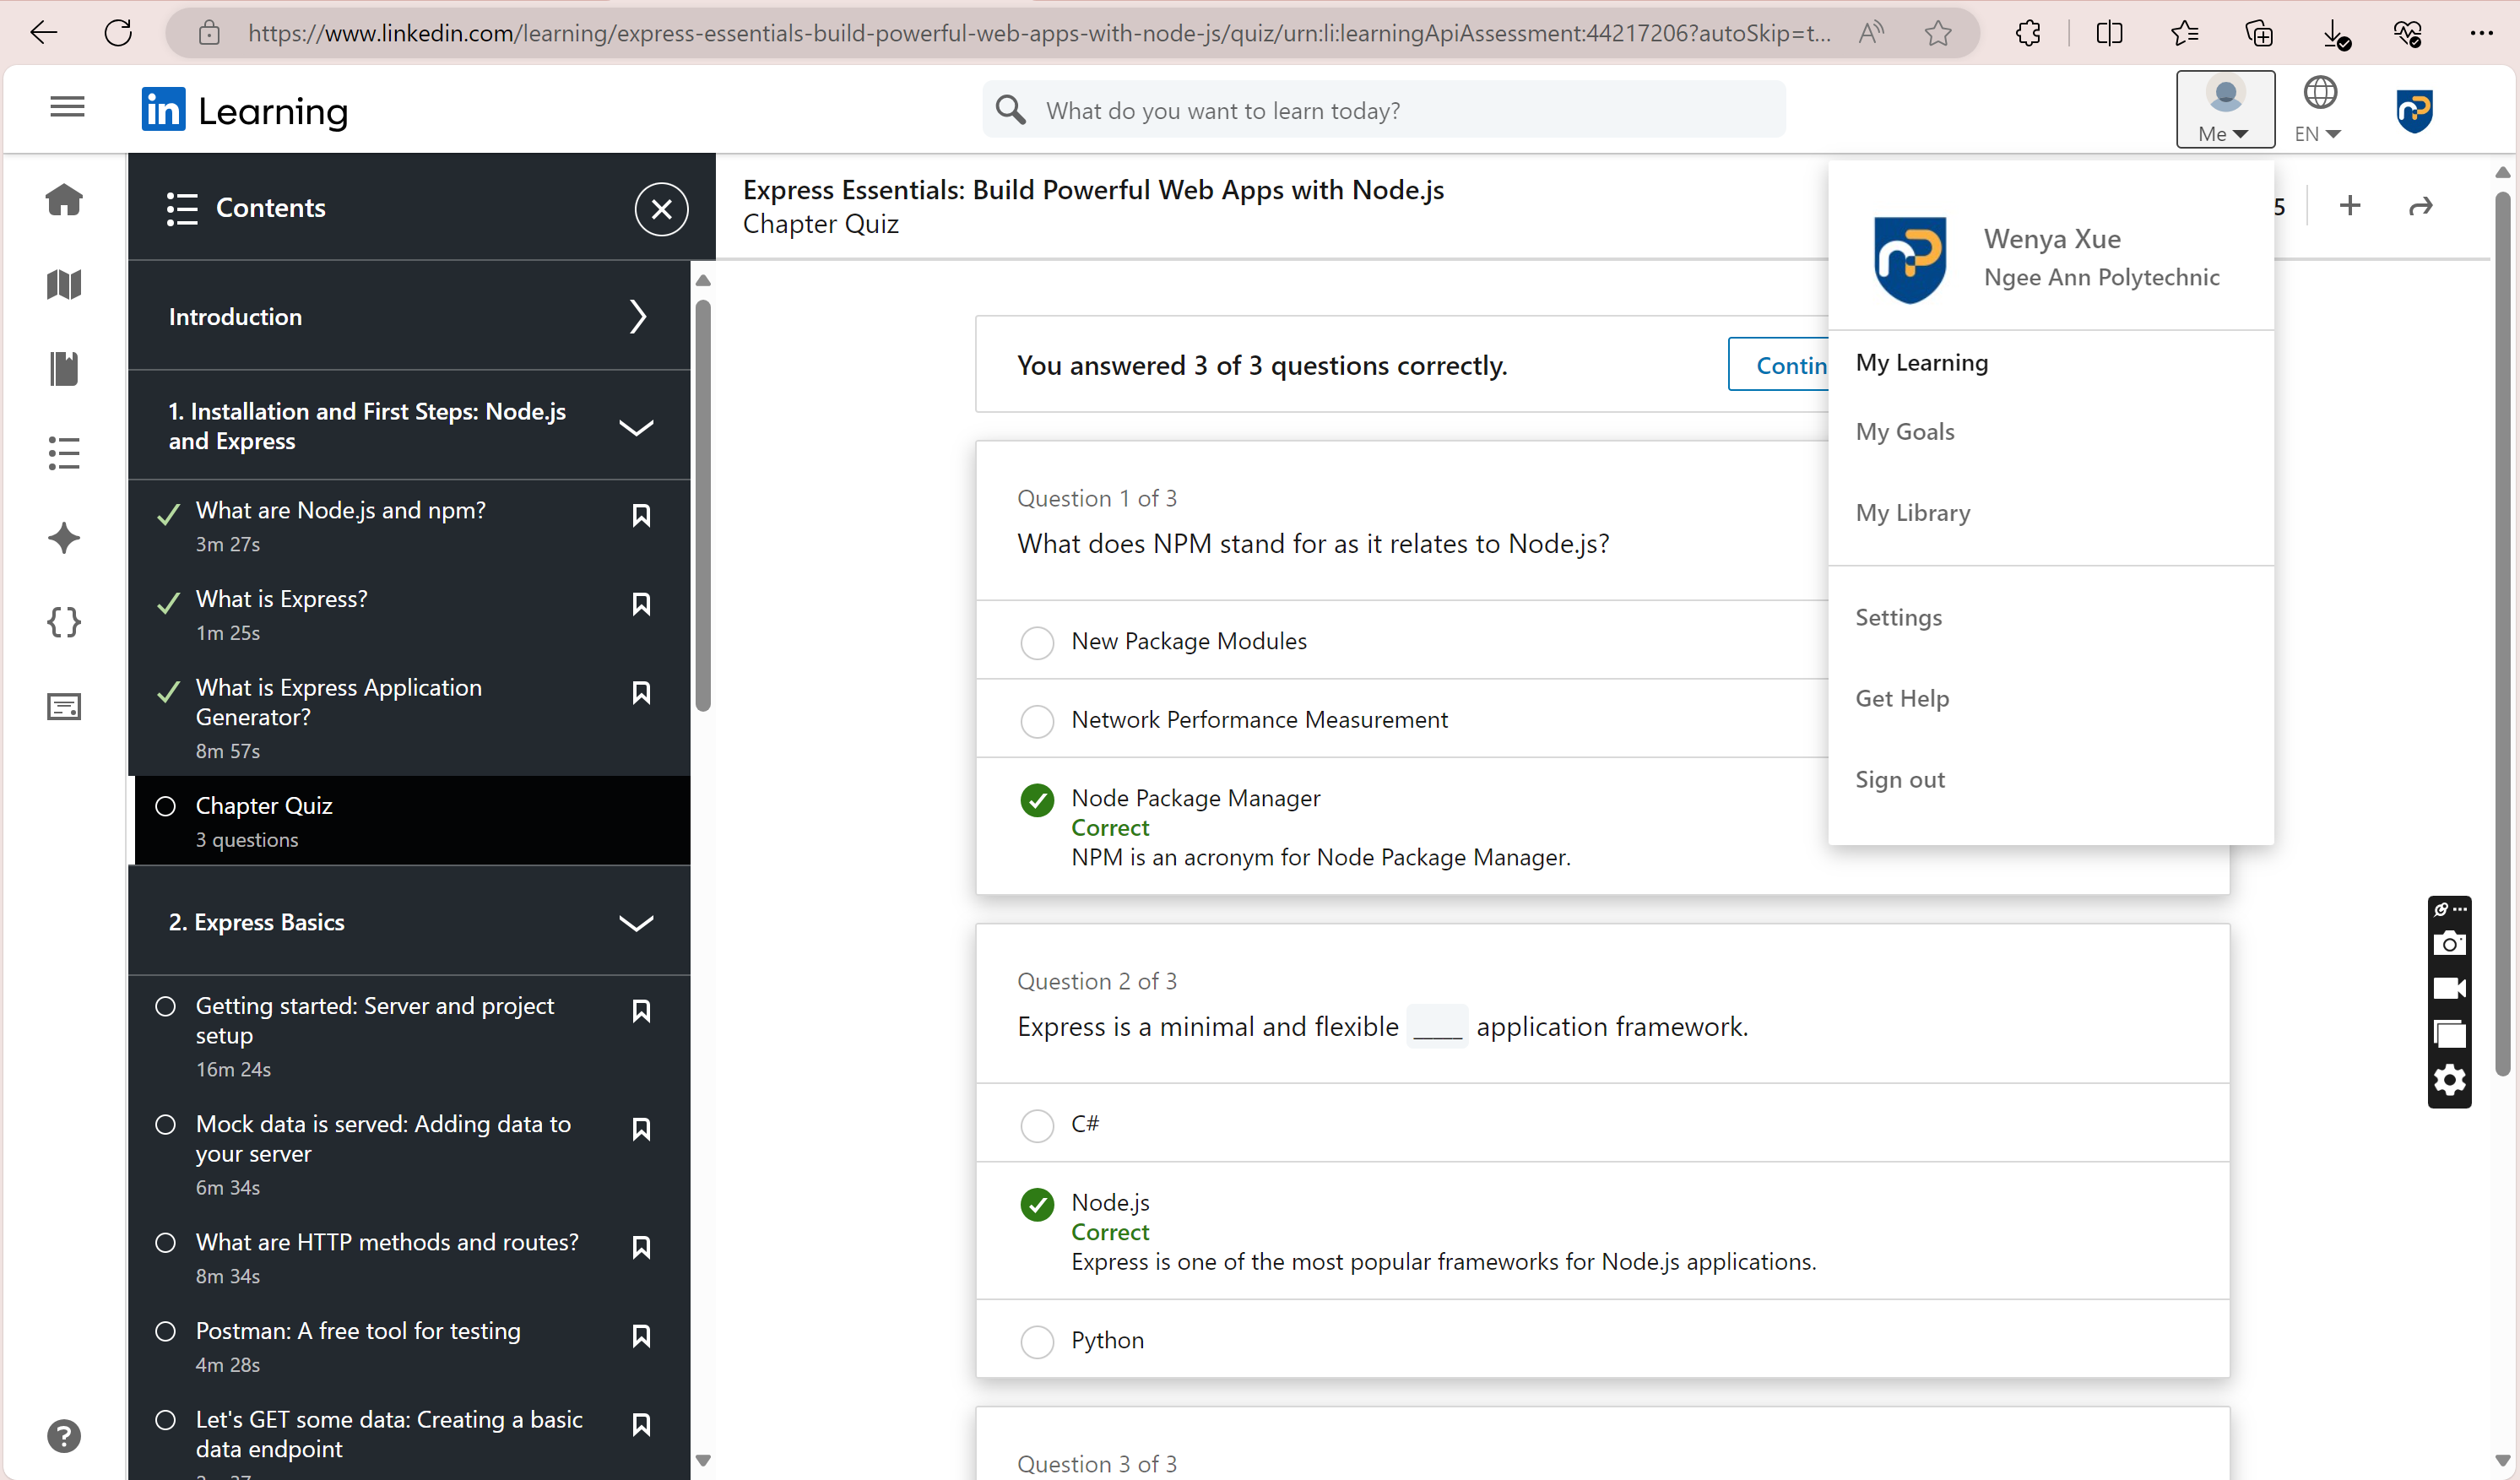 https://www.linkedin.com/learning/express-essentials-build-powerful-web-apps-with-node-js/quiz/urn:li:learningApiAssessment:44217206?autoSkip=t...
in Learning
What do you want to learn today?
Me
EN
Contents
Introduction
1. Installation and First Steps: Node.js
and Express
What are Node.js and npm?
3m 27s
What is Express?
1m 25s
What is Express Application
Generator?
8m 57s
Chapter Quiz
3 questions
2. Express Basics
Getting started: Server and project
setup
16m 24s
Mock data is served: Adding data to
your server
6m 34s
What are HTTP methods and routes?
8m 34s
Postman: A free tool for testing
4m 28s
Let's GET some data: Creating a basic
data endpoint
Express Essentials: Build Powerful Web Apps with Node.js
Chapter Quiz
5
You answered 3 of 3 questions correctly.
Contin
Question 1 of 3
What does NPM stand for as it relates to Node.js?
New Package Modules
Network Performance Measurement
Node Package Manager
Correct
NPM is an acronym for Node Package Manager.
Question 2 of 3
Express is a minimal and flexible _____ application framework.
C#
Node.js
Correct
Express is one of the most popular frameworks for Node.js applications.
Python
Question 3 of 3
Wenya Xue
Ngee Ann Polytechnic
My Learning
My Goals
My Library
Settings
Get Help
Sign out